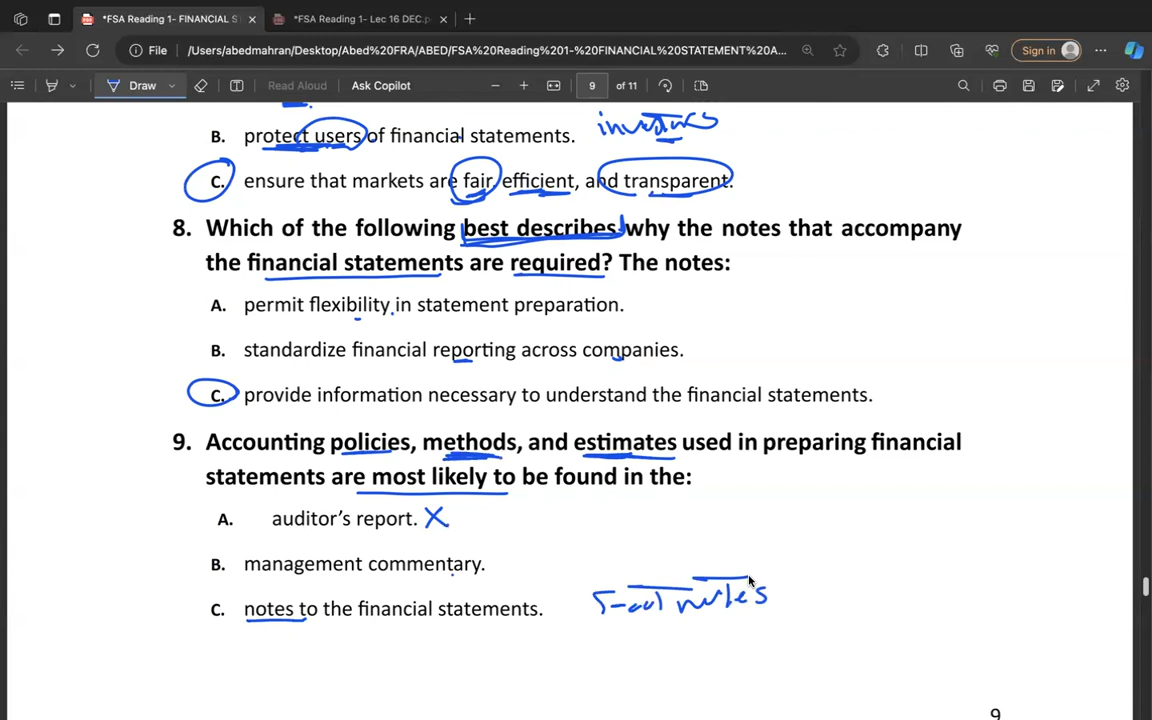 *FSA Reading 1- FINANCIAL S
*FSA Reading 1- Lec 16 DEC.p
File /Users/abedmahran/Desktop/Abed%20FRA/ABED/FSA%20Reading%201-%20FINANCIAL%20STATEMENT%20A...
Sign in
Draw Read Aloud Ask Copilot 9 of 11
B. protect users of financial statements. investors
C. ensure that markets are fair, efficient, and transparent.
8. Which of the following best describes why the notes that accompany
the financial statements are required? The notes:
A. permit flexibility in statement preparation.
B. standardize financial reporting across companies.
C. provide information necessary to understand the financial statements.
9. Accounting policies, methods, and estimates used in preparing financial
statements are most likely to be found in the:
A. auditor's report. X
B. management commentary.
C. notes to the financial statements. notes
9